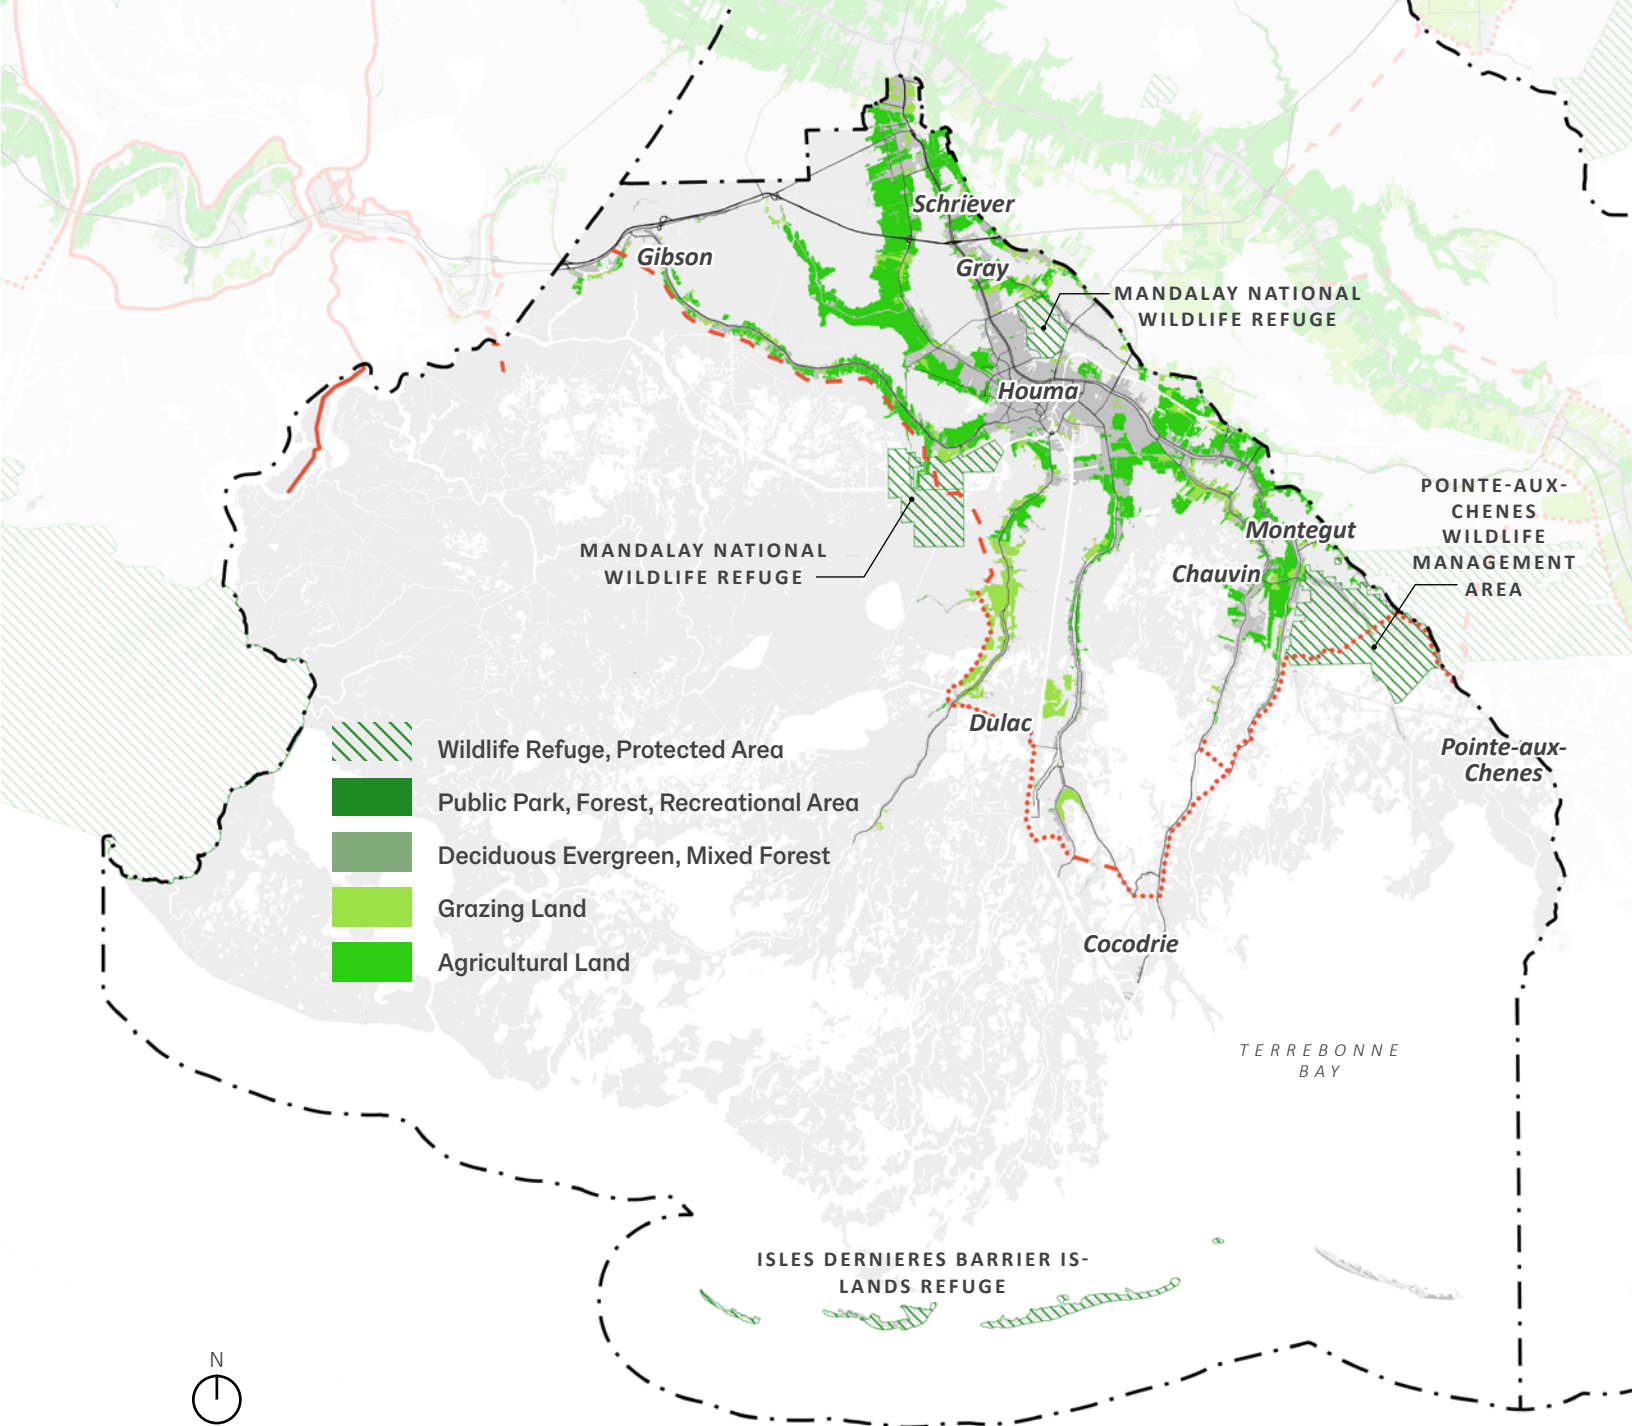 Schriever
Gibson
Gray
MANDALAY NATIONAL
WILDLIFE REFUGE
Houma
POINTE-AUX-
CHENES
WILDLIFE
MANAGEMENT
AREA
Montegut
MANDALAY NATIONAL
WILDLIFE REFUGE
Chauvin
Dulac
Pointe-aux-
Chenes
Wildlife Refuge, Protected Area
Public Park, Forest, Recreational Area
Deciduous Evergreen, Mixed Forest
Grazing Land
Agricultural Land
Cocodrie
TERREBONNE
BAY
ISLES DERNIERES BARRIER IS-
LANDS REFUGE
N